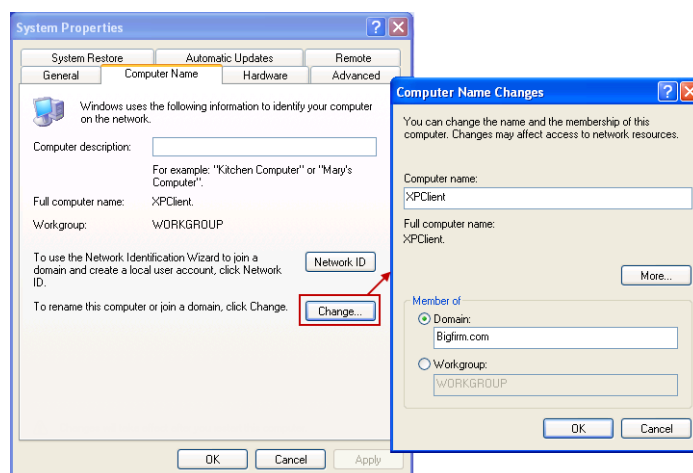 System Properties
System Restore
Automatic Updates
Remote
General
Computer Name
Hardware
Advanced
Windows uses the following information to identify your computer
on the network.
Computer description:
For example: "Kitchen Computer" or "Mary's
Computer".
Full computer name:
XPClient.
Workgroup:
WORKGROUP
To use the Network Identification Wizard to join a
domain and create a local user account, click Network
ID.
Network ID
To rename this computer or join a domain, click Change.
Change...
OK
Cancel
Apply
Computer Name Changes
You can change the name and the membership of this
computer. Changes may affect access to network resources.
Computer name:
XPClient
Full computer name:
XPClient.
More...
Member of
Domain:
Bigfirm.com
Workgroup:
WORKGROUP
OK
Cancel